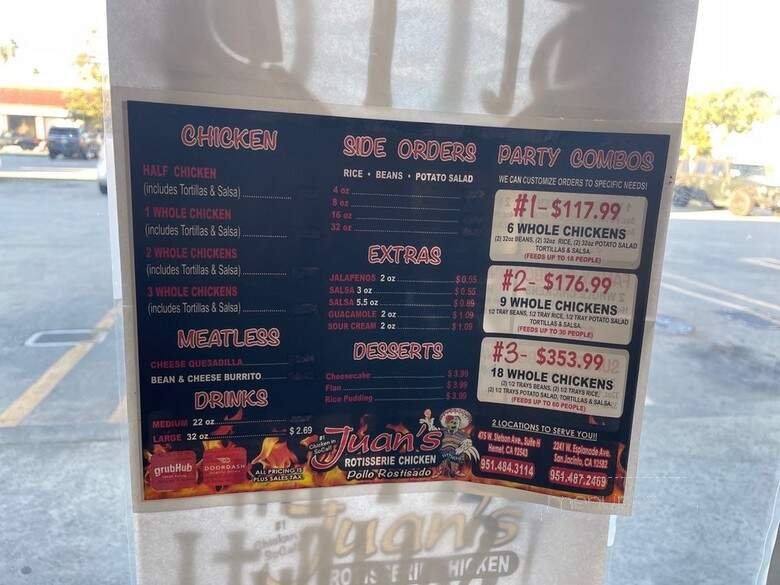 CHICKEN
HALF CHICKEN
(includes Tortillas & Salsa)
1 WHOLE CHICKEN
(includes Tortillas & Salsa)
2 WHOLE CHICKENS
(includes Tortillas & Salsa)
3 WHOLE CHICKENS
(includes Tortillas & Salsa)
MEATLESS
CHEESE QUESADILLA
BEAN & CHEESE BURRITO
DRINKS
MEDIUM 22 oz
LARGE 32 oz $2.69
grubHub
DOORDASH
ALL PRICING IS
PLUS SALES TAX
SIDE ORDERS
RICE • BEANS • POTATO SALAD
4 oz
8 oz
16 oz
32 oz
EXTRAS
JALAPENOS 2 oz $0.55
SALSA 3 oz $0.55
SALSA 5.5 oz $0.89
GUACAMOLE 2 oz $1.09
SOUR CREAM 2 oz $1.09
DESSERTS
Cheesecake $3.99
Flan $3.99
Rice Pudding $3.99
#1
Chicken in
SoCal!
Juan's
ROTISSERIE CHICKEN
Pollo Rostisado
PARTY COMBOS
WE CAN CUSTOMIZE ORDERS TO SPECIFIC NEEDS!
#1- $117.99
6 WHOLE CHICKENS
(2) 32oz BEANS, (2) 32oz RICE, (2) 32oz POTATO SALAD
TORTILLAS & SALSA
(FEEDS UP TO 18 PEOPLE)
#2- $176.99
9 WHOLE CHICKENS
1/2 TRAY BEANS, 1/2 TRAY RICE, 1/2 TRAY POTATO SALAD
TORTILLAS & SALSA
(FEEDS UP TO 30 PEOPLE)
#3- $353.99
18 WHOLE CHICKENS
(2) 1/2 TRAYS BEANS, (2) 1/2 TRAYS RICE,
(2) 1/2 TRAYS POTATO SALAD, TORTILLAS & SALSA
(FEEDS UP TO 60 PEOPLE)
2 LOCATIONS TO SERVE YOU!!
475 W. Stetson Ave., Suite H
Hemet, CA 92543
951.484.3114
2241 W. Esplanade Ave.
San Jacinto, CA 92582
951.487.2469
Juan's